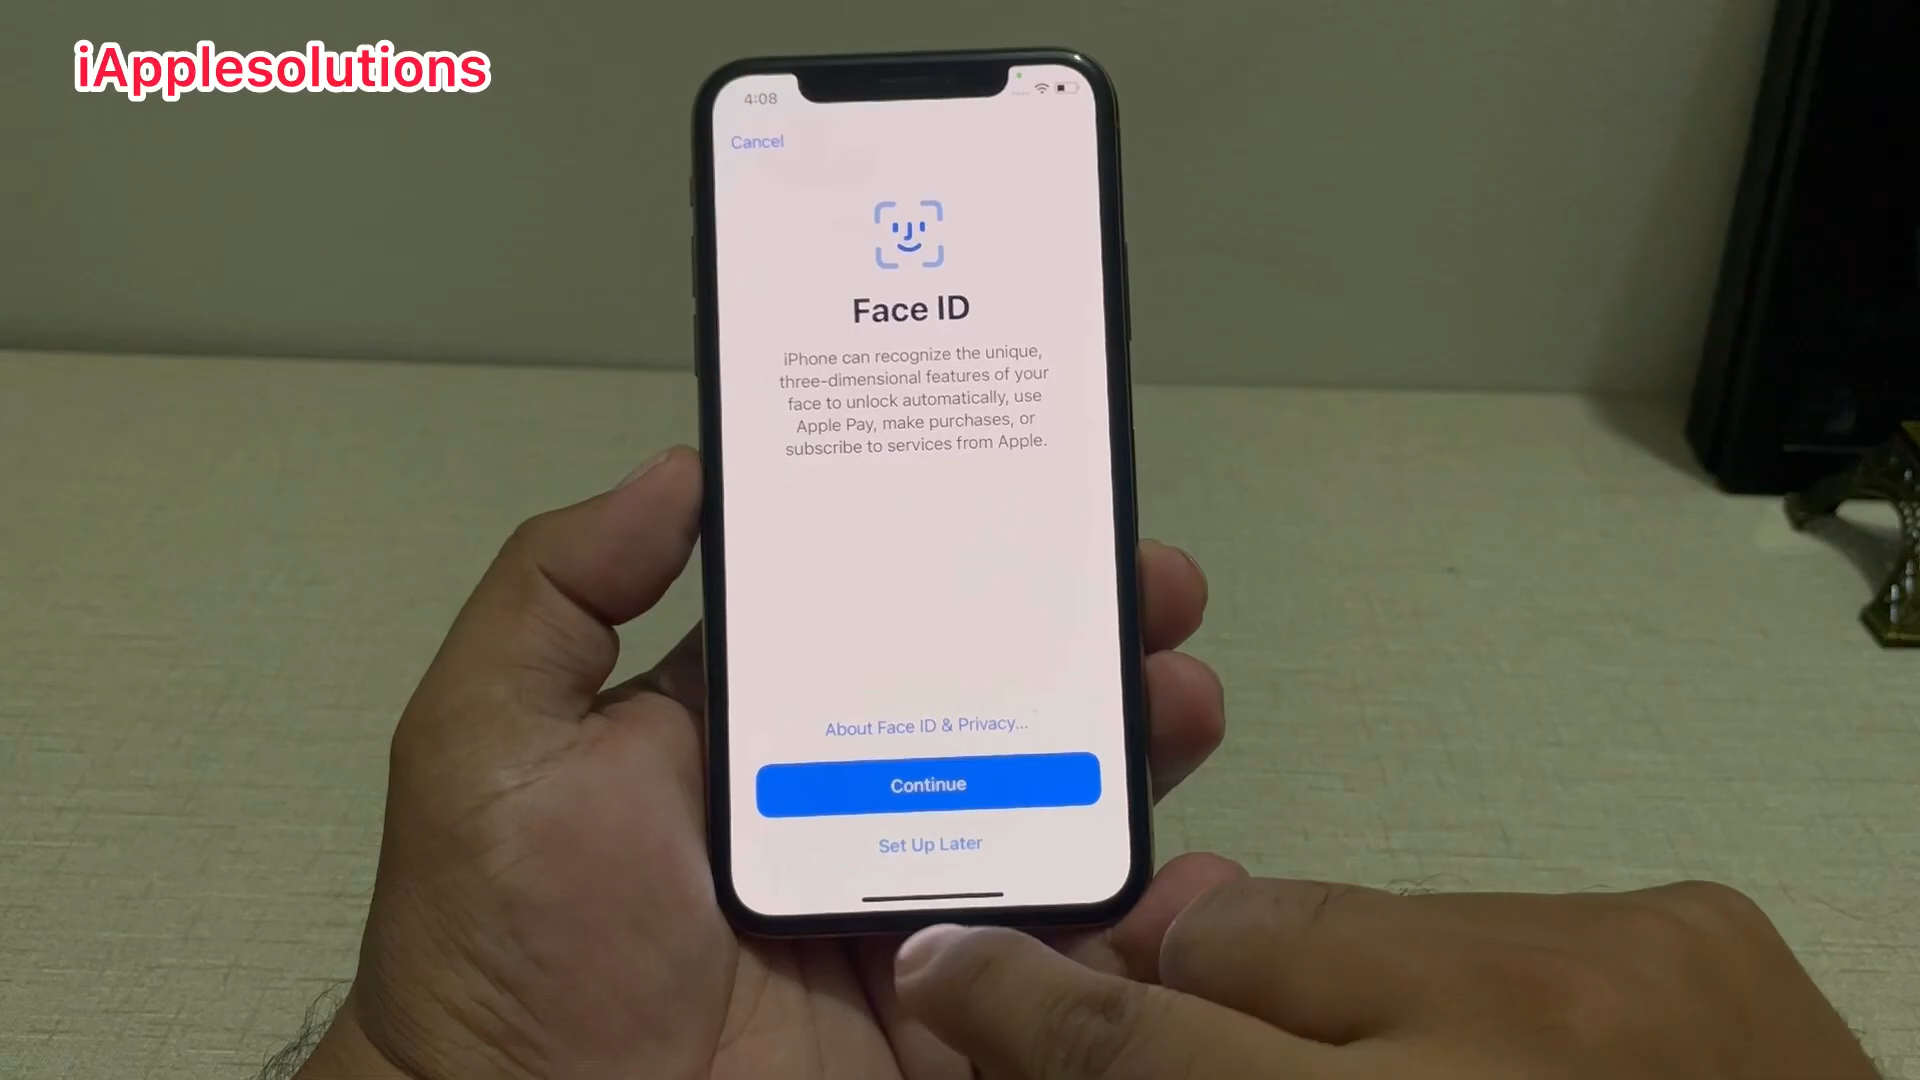 iApplesolutions
4:08
Cancel
Face ID
iPhone can recognize the unique,
three-dimensional features of your
face to unlock automatically, use
Apple Pay, make purchases, or
subscribe to services from Apple.
About Face ID & Privacy...
Continue
Set Up Later